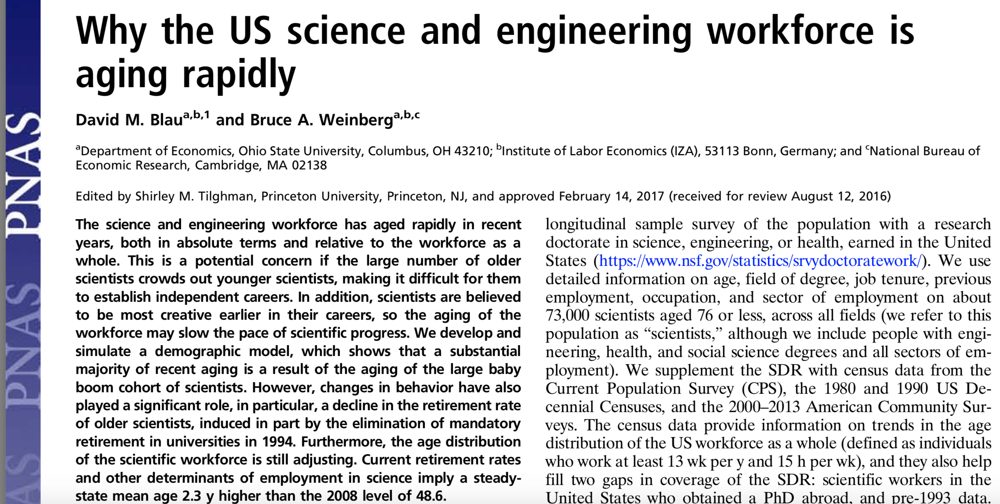 Why the US science and engineering workforce is
aging rapidly
David M. Blau^a,b,1 and Bruce A. Weinberg^a,b,c
^aDepartment of Economics, Ohio State University, Columbus, OH 43210; ^bInstitute of Labor Economics (IZA), 53113 Bonn, Germany; and ^cNational Bureau of
Economic Research, Cambridge, MA 02138
Edited by Shirley M. Tilghman, Princeton University, Princeton, NJ, and approved February 14, 2017 (received for review August 12, 2016)
The science and engineering workforce has aged rapidly in recent
years, both in absolute terms and relative to the workforce as a
whole. This is a potential concern if the large number of older
scientists crowds out younger scientists, making it difficult for them
to establish independent careers. In addition, scientists are believed
to be most creative earlier in their careers, so the aging of the
workforce may slow the pace of scientific progress. We develop and
simulate a demographic model, which shows that a substantial
majority of recent aging is a result of the aging of the large baby
boom cohort of scientists. However, changes in behavior have also
played a significant role, in particular, a decline in the retirement rate
of older scientists, induced in part by the elimination of mandatory
retirement in universities in 1994. Furthermore, the age distribution
of the scientific workforce is still adjusting. Current retirement rates
and other determinants of employment in science imply a steady-
state mean age 2.3 y higher than the 2008 level of 48.6.
longitudinal sample survey of the population with a research
doctorate in science, engineering, or health, earned in the United
States (https://www.nsf.gov/statistics/srvydoctoratework/). We use
detailed information on age, field of degree, job tenure, previous
employment, occupation, and sector of employment on about
73,000 scientists aged 76 or less, across all fields (we refer to this
population as “scientists,” although we include people with engi-
neering, health, and social science degrees and all sectors of em-
ployment). We supplement the SDR with census data from the
Current Population Survey (CPS), the 1980 and 1990 US De-
cennial Censuses, and the 2000–2013 American Community Sur-
veys. The census data provide information on trends in the age
distribution of the US workforce as a whole (defined as individuals
who work at least 13 wk per y and 15 h per wk), and they also help
fill two gaps in coverage of the SDR: scientific workers in the
United States who obtained a PhD abroad, and pre-1993 data.
PNAS
PNAS
AS